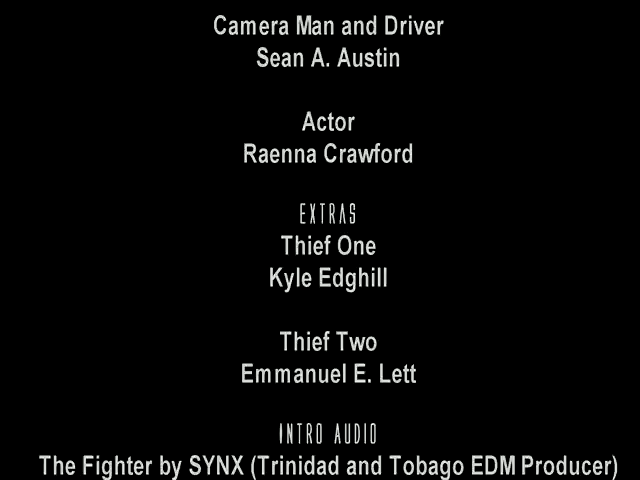 Camera Man and Driver
Sean A. Austin
Actor
Raenna Crawford
EXTRAS
Thief One
Kyle Edghill
Thief Two
Emmanuel E. Lett
INTRO AUDIO
The Fighter by SYNX (Trinidad and Tobago EDM Producer)